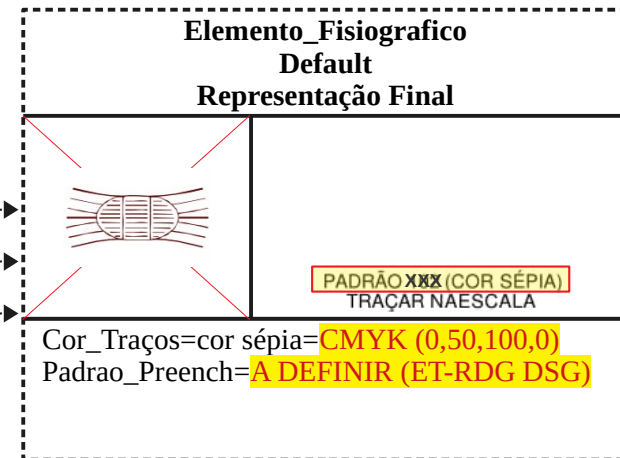 Elemento_Fisiografico
Default
Representação Final
PADRÃO XXX (COR SÉPIA)
TRAÇAR NAESCALA
Cor_Traços=cor sépia=CMYK (0,50,100,0)
Padrao_Preench=A DEFINIR (ET-RDG DSG)